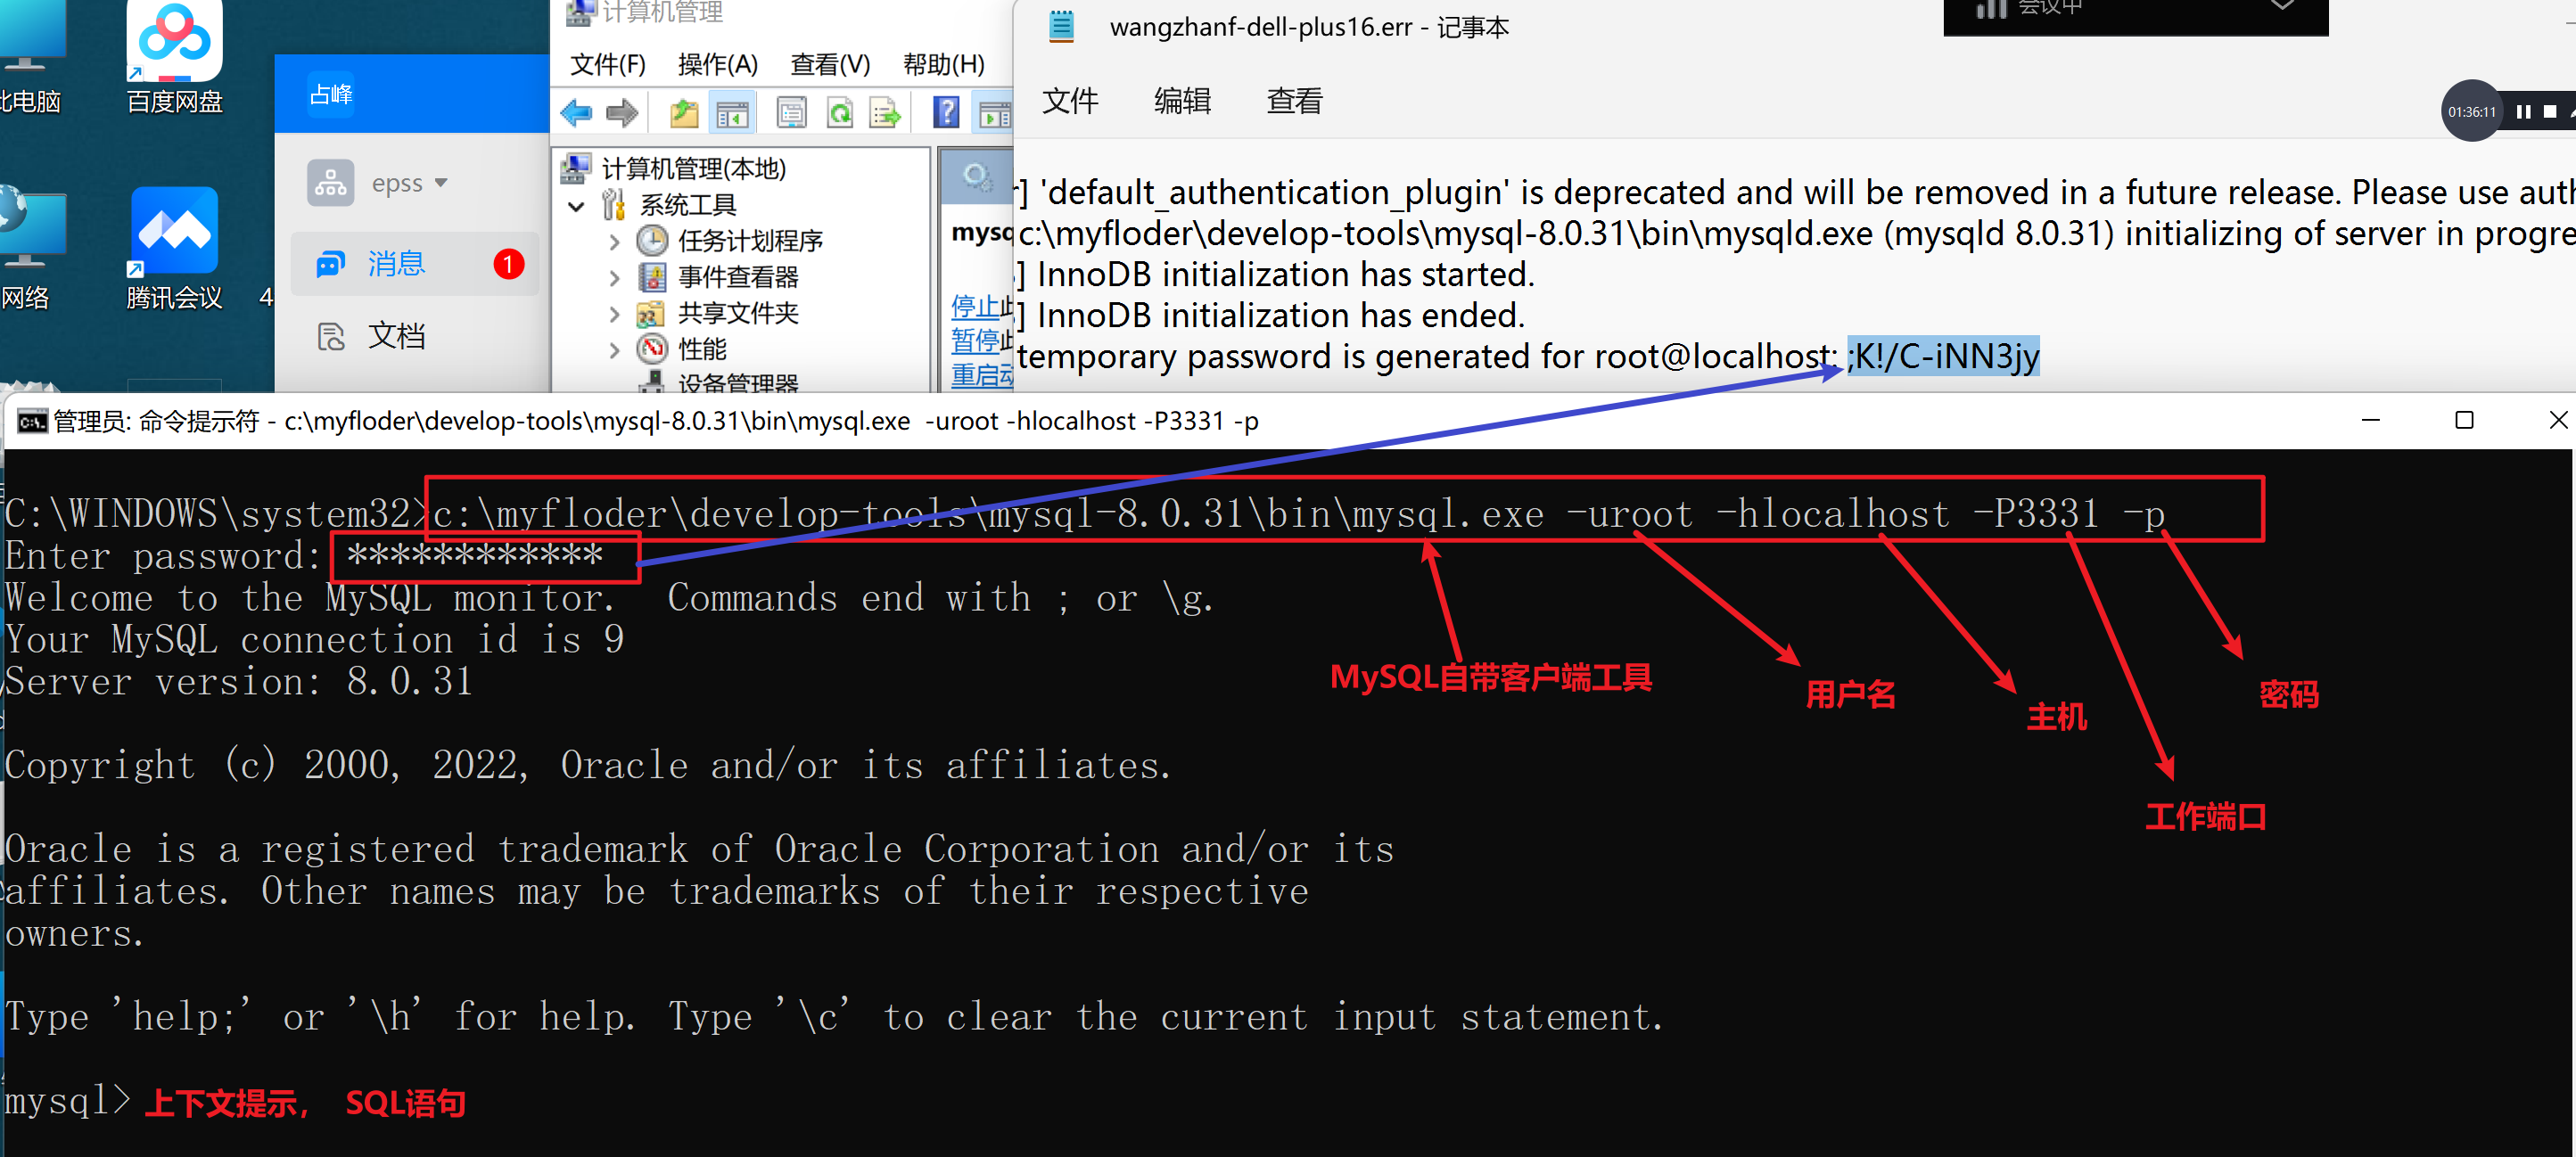 此电脑
百度网盘
网络
腾讯会议
4
占峰
epss
消息
1
文档
计算机管理
文件(F) 操作(A) 查看(V) 帮助(H)
计算机管理(本地)
系统工具
任务计划程序
事件查看器
共享文件夹
性能
设备管理器
mysq
停止此
暂停此
重启动
wangzhanf-dell-plus16.err - 记事本
会议中
文件 编辑 查看
01:36:11
] 'default_authentication_plugin' is deprecated and will be removed in a future release. Please use auth
c:\myfloder\develop-tools\mysql-8.0.31\bin\mysqld.exe (mysqld 8.0.31) initializing of server in progre
] InnoDB initialization has started.
] InnoDB initialization has ended.
temporary password is generated for root@localhost: ;K!/C-iNN3jy
管理员: 命令提示符 - c:\myfloder\develop-tools\mysql-8.0.31\bin\mysql.exe -uroot -hlocalhost -P3331 -p
C:\WINDOWS\system32>c:\myfloder\develop-tools\mysql-8.0.31\bin\mysql.exe -uroot -hlocalhost -P3331 -p
Enter password: ************
Welcome to the MySQL monitor.  Commands end with ; or \g.
Your MySQL connection id is 9
Server version: 8.0.31
MySQL自带客户端工具
用户名
主机
密码
工作端口
Copyright (c) 2000, 2022, Oracle and/or its affiliates.
Oracle is a registered trademark of Oracle Corporation and/or its
affiliates. Other names may be trademarks of their respective
owners.
Type 'help;' or '\h' for help. Type '\c' to clear the current input statement.
mysql> 上下文提示， SQL语句